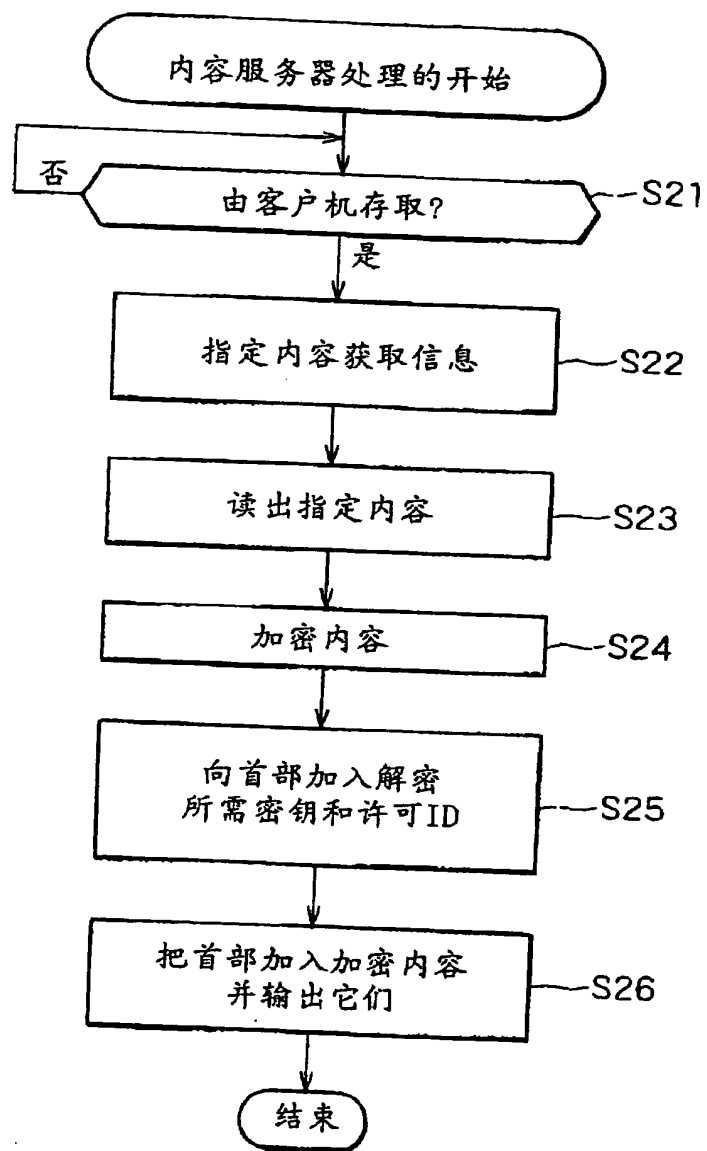 内容服务器处理的开始
否
由客户机存取?
S21
是
指定内容获取信息
S22
读出指定内容
S23
加密内容
S24
向首部加入解密
所需密钥和许可ID
S25
把首部加入加密内容
并输出它们
S26
结束